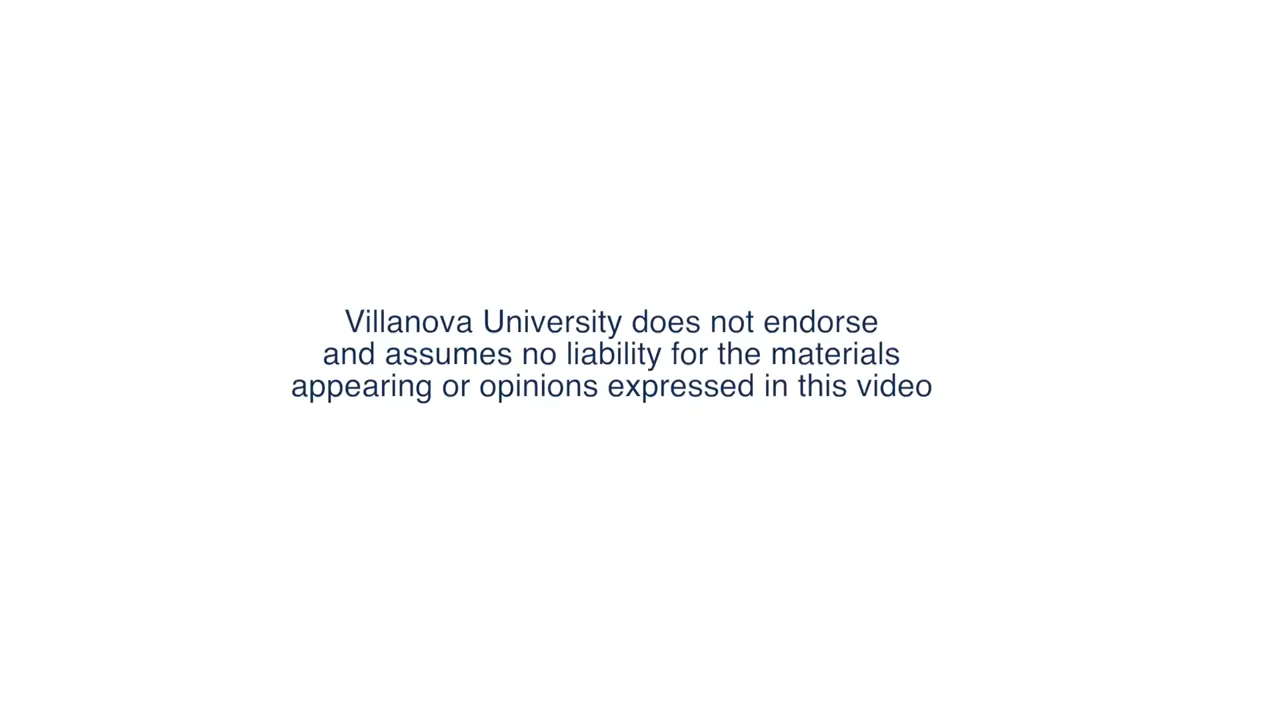 Villanova University does not endorse
and assumes no liability for the materials
appearing or opinions expressed in this video